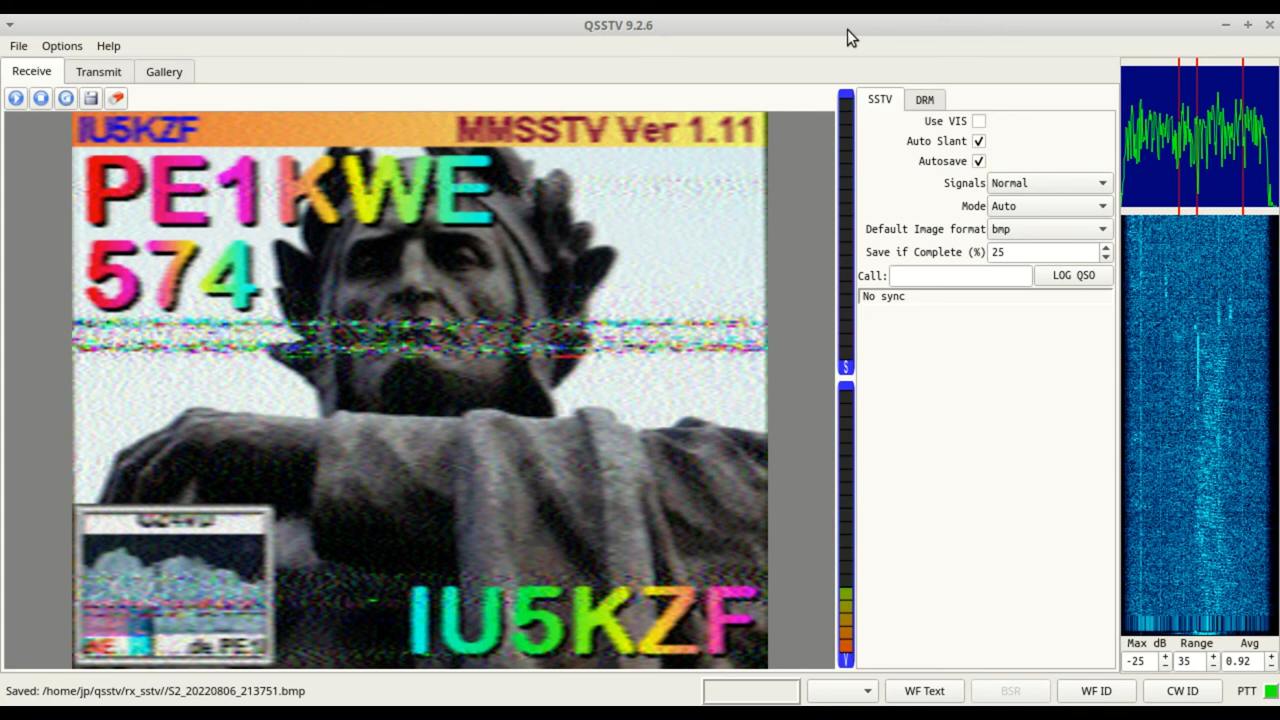 QSSTV 9.2.6
File Options Help
Receive Transmit Gallery
SSTV DRM
IU5KZF MMSSTV Ver 1.11
PE1KWE
574
IU5KZF
Use VIS
Auto Slant
Autosave
Signals Normal
Mode Auto
Default Image format bmp
Save if Complete (%) 25
Call: LOG QSO
No sync
S
V
Max dB Range Avg
-25 35 0.92
Saved: /home/jp/qsstv/rx_sstv//S2_20220806_213751.bmp
WF Text BSR WF ID CW ID PTT